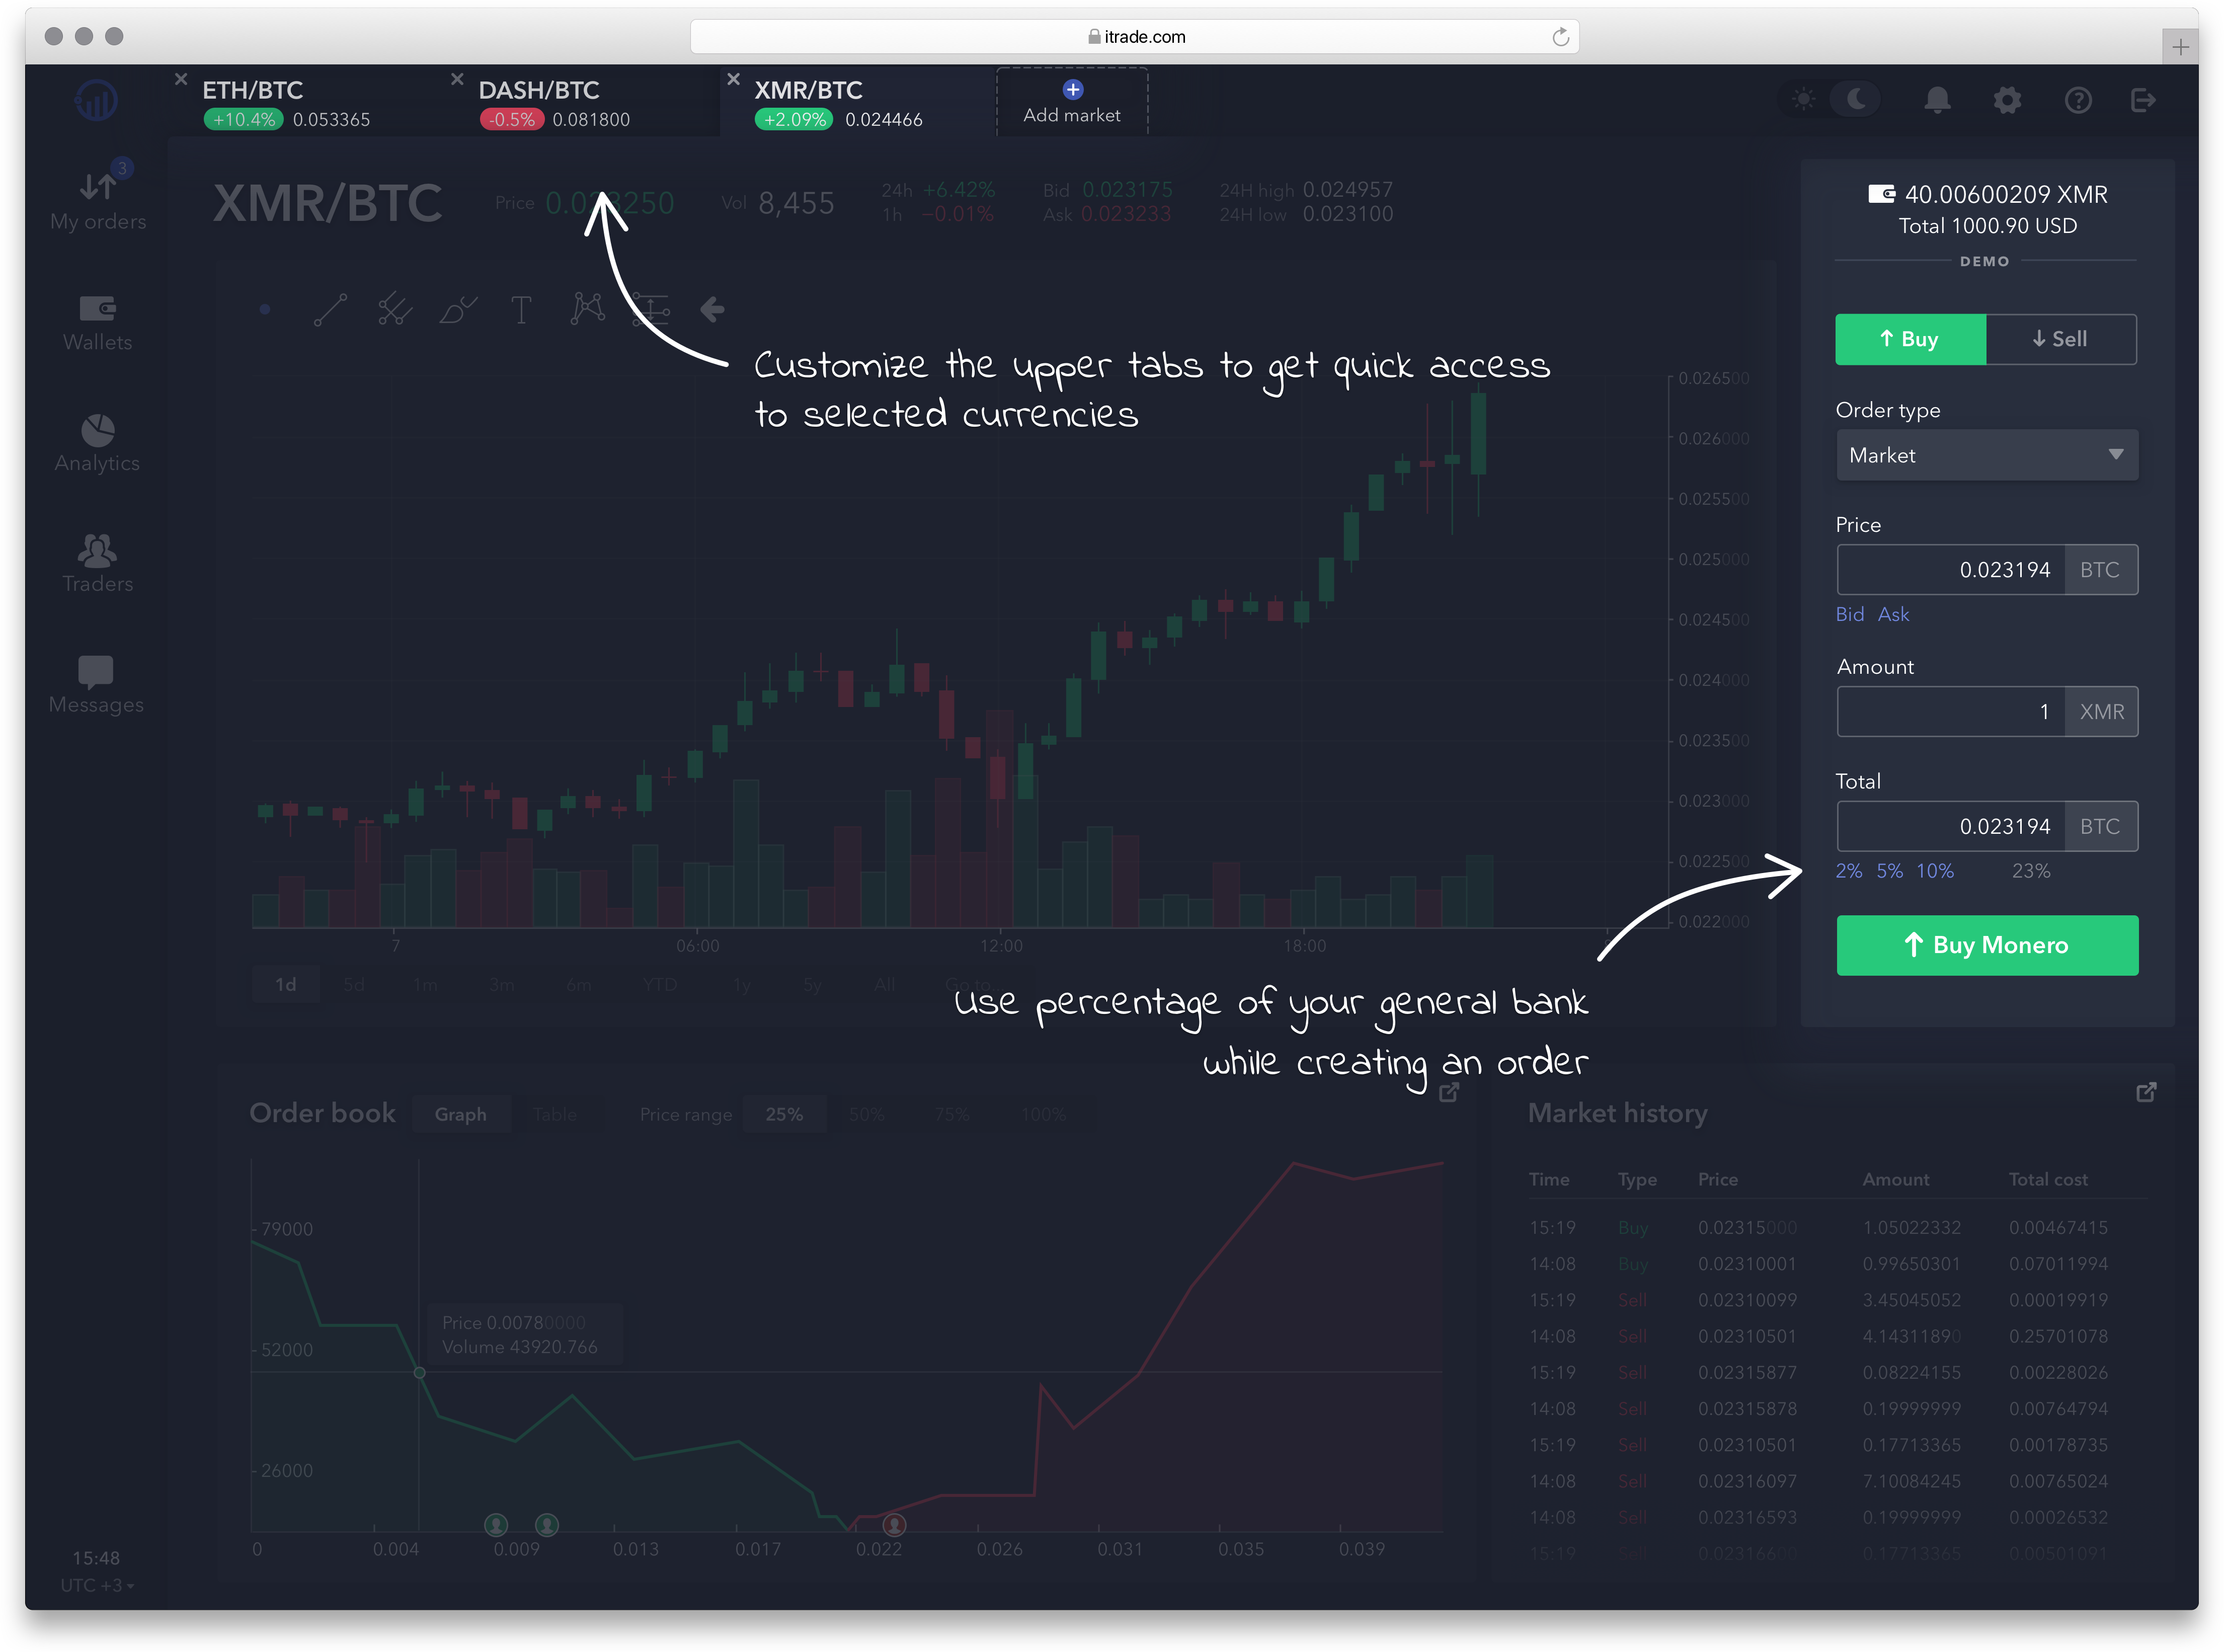 itrade.com
ETH/BTC
+10.4% 0.053365
DASH/BTC
-0.5% 0.081800
XMR/BTC
+2.09% 0.024466
Add market
3
My orders
Wallets
Analytics
Traders
Messages
15:48
UTC +3
XMR/BTC
Price
Vol 8,455
24h +6.42%
1h −0.01%
Bid 0.023175
Ask 0.023233
24H high 0.024957
24H low 0.023100
T
Customize the upper tabs to get quick access
to selected currencies
0.026500
0.026000
0.025500
0.025000
0.024500
0.024000
0.023500
0.023000
0.022500
0.022000
7 06:00 12:00 18:00
1d 5d 1m 3m 6m YTD 1y 5y All Go to...
Use percentage of your general bank
while creating an order
40.00600209 XMR
Total 1000.90 USD
DEMO
Buy Sell
Order type
Market
Price
0.023194 BTC
Bid Ask
Amount
1 XMR
Total
0.023194 BTC
2% 5% 10% 23%
Buy Monero
Order book Graph Table Price range 25% 50% 75% 100%
79000
52000
26000
Price 0.00780000
Volume 43920.766
0 0.004 0.009 0.013 0.017 0.022 0.026 0.031 0.035 0.039
Market history
Time Type Price Amount Total cost
15:19 Buy 0.02315000 1.05022332 0.00467415
14:08 Buy 0.02310001 0.99650301 0.07011994
15:19 Sell 0.02310099 3.45045052 0.00019919
14:08 Sell 0.02310501 4.14311890 0.25701078
15:19 Sell 0.02315877 0.08224155 0.00228026
14:08 Sell 0.02315878 0.19999999 0.00764794
15:19 Sell 0.02310501 0.17713365 0.00178735
14:08 Sell 0.02316097 7.10084245 0.00765024
14:08 Sell 0.02316593 0.19999999 0.00026532
15:19 Sell 0.02316600 0.17713365 0.00501091